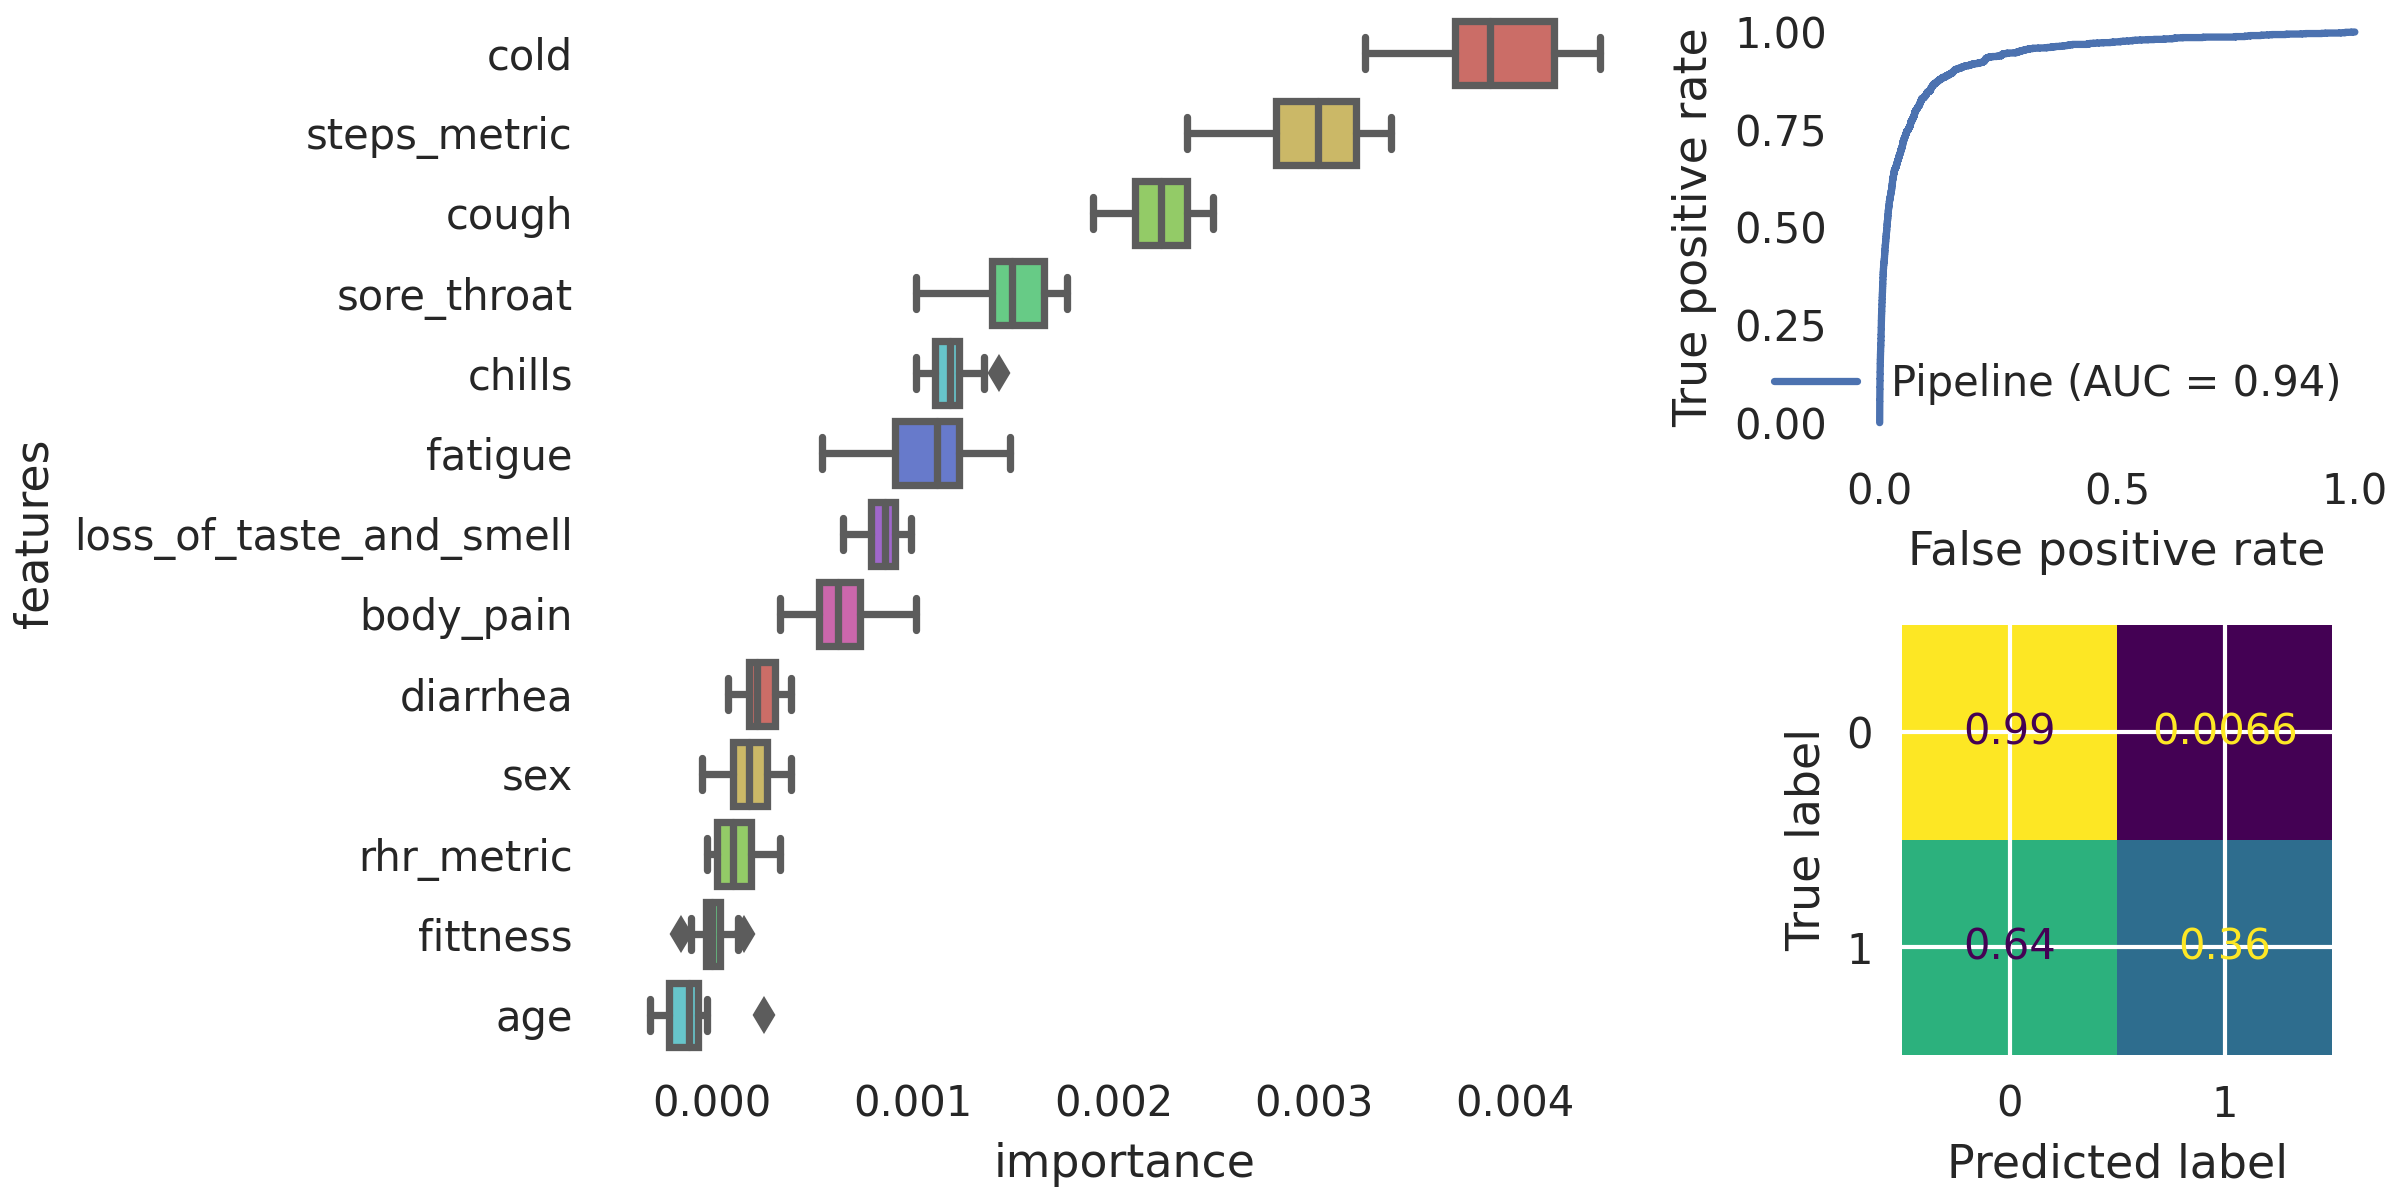 features
cold
steps_metric
cough
sore_throat
chills
fatigue
loss_of_taste_and_smell
body_pain
diarrhea
sex
rhr_metric
fittness
age
0.000 0.001 0.002 0.003 0.004
importance
True positive rate
1.00
0.75
0.50
0.25
0.00
Pipeline (AUC = 0.94)
0.0 0.5 1.0
False positive rate
True label
0 0.99 0.0066
1 0.64 0.36
0 1
Predicted label